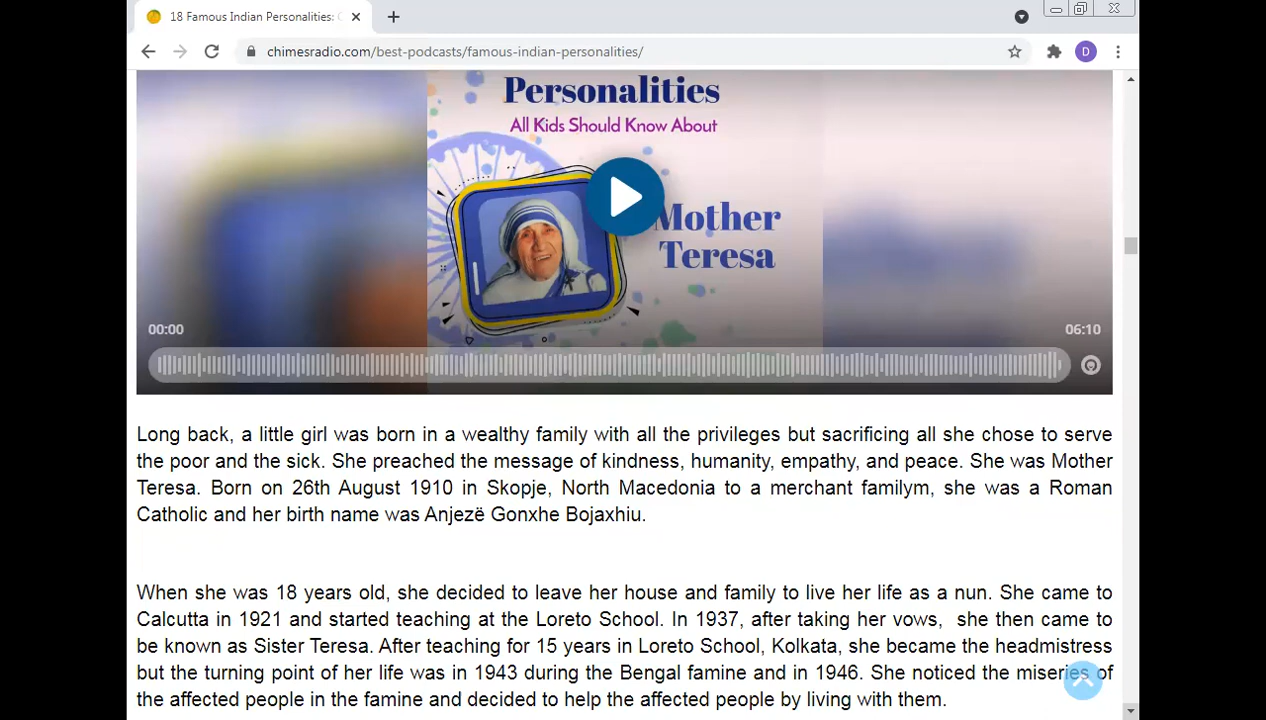 18 Famous Indian Personalities:
D
chimesradio.com/best-podcasts/famous-indian-personalities/
Personalities
All Kids Should Know About
Mother
Teresa
00:00
06:10
Long back, a little girl was born in a wealthy family with all the privileges but sacrificing all she chose to serve
the poor and the sick. She preached the message of kindness, humanity, empathy, and peace. She was Mother
Teresa. Born on 26th August 1910 in Skopje, North Macedonia to a merchant familym, she was a Roman
Catholic and her birth name was Anjezë Gonxhe Bojaxhiu.
When she was 18 years old, she decided to leave her house and family to live her life as a nun. She came to
Calcutta in 1921 and started teaching at the Loreto School. In 1937, after taking her vows, she then came to
be known as Sister Teresa. After teaching for 15 years in Loreto School, Kolkata, she became the headmistress
but the turning point of her life was in 1943 during the Bengal famine and in 1946. She noticed the miseries of
the affected people in the famine and decided to help the affected people by living with them.